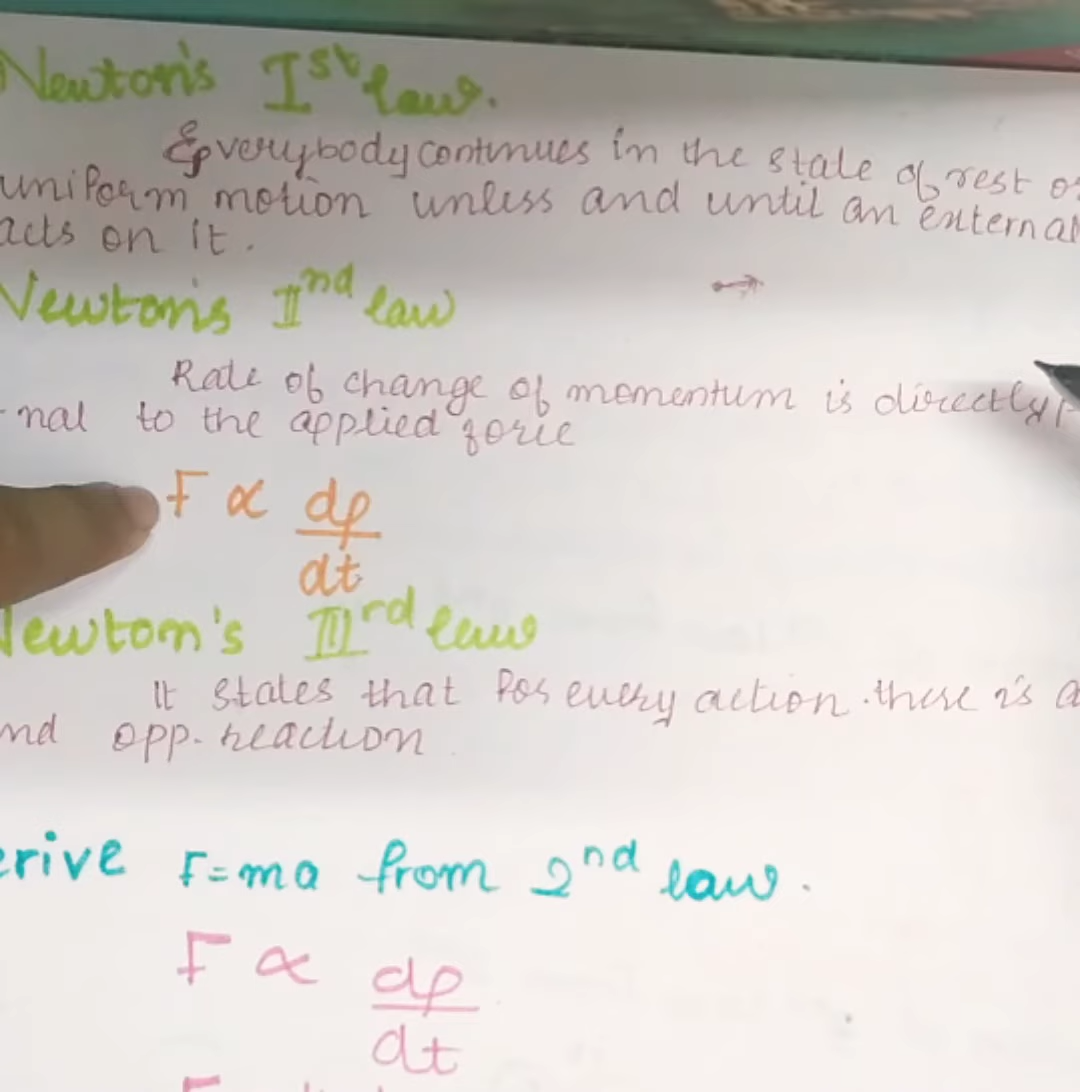 Newton's Ist law.
Everybody continues in the state of rest or
uniform motion unless and until an external
acts on it.
Newton's IInd law
Rate of change of momentum is directly p
-nal to the applied force
F ∝ dp/dt
Newton's IIIrd law
It states that for every action there is a
nd opp. reaction
erive F=ma from 2nd law.
F ∝ dp/dt